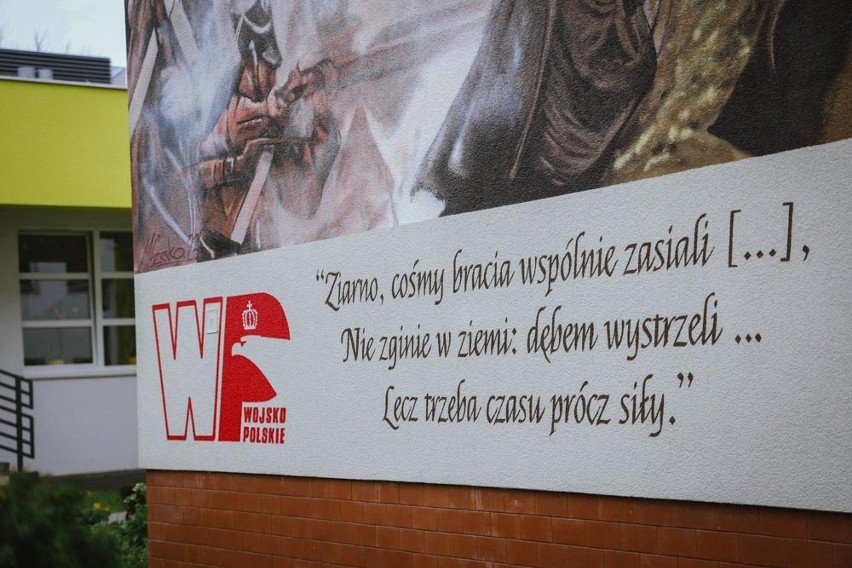 “Ziarno, cośmy bracia wspólnie zasiali [...],
Nie zginie w ziemi: dębem wystrzeli ...
Lecz trzeba czasu prócz siły.”
WP
WOJSKO
POLSKIE